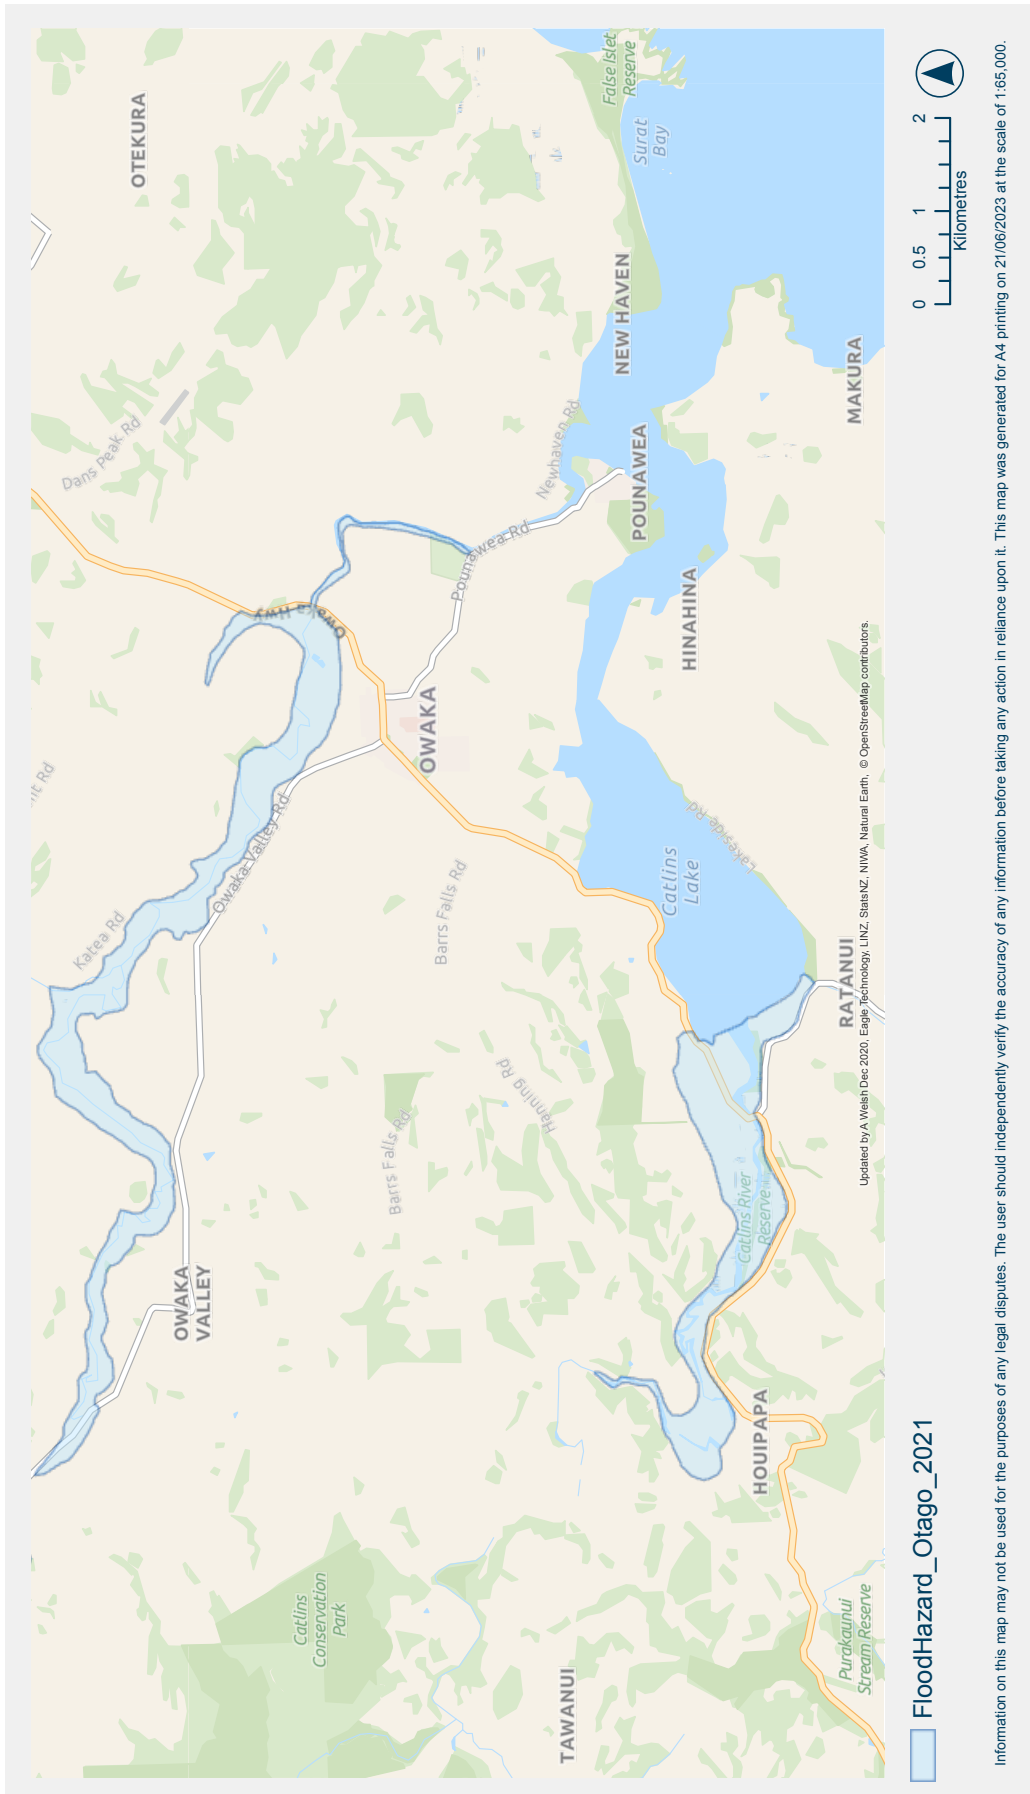 OTEKURA
False Islet
Reserve
Surat
Bay
Dans Peak Rd
NEW HAVEN
Newhaven Rd
MAKURA
POUNAWEA
Pounawea Rd
Owaka Hwy
HINAHINA
OWAKA
Owaka Valley Rd
Katea Rd
Barrs Falls Rd
Catlins
Lake
Lakeside Rd
RATANUI
Hanning Rd
Barrs Falls Rd
Catlins River
Reserve
OWAKA
VALLEY
HOUIPAPA
Catlins
Conservation
Park
TAWANUI
Purakaunui
Stream Reserve
Updated by A Welsh Dec 2020, Eagle Technology, LINZ, StatsNZ, NIWA, Natural Earth, © OpenStreetMap contributors.
FloodHazard_Otago_2021
0 0.5 1 2
Kilometres
Information on this map may not be used for the purposes of any legal disputes. The user should independently verify the accuracy of any information before taking any action in reliance upon it. This map was generated for A4 printing on 21/06/2023 at the scale of 1:65,000.